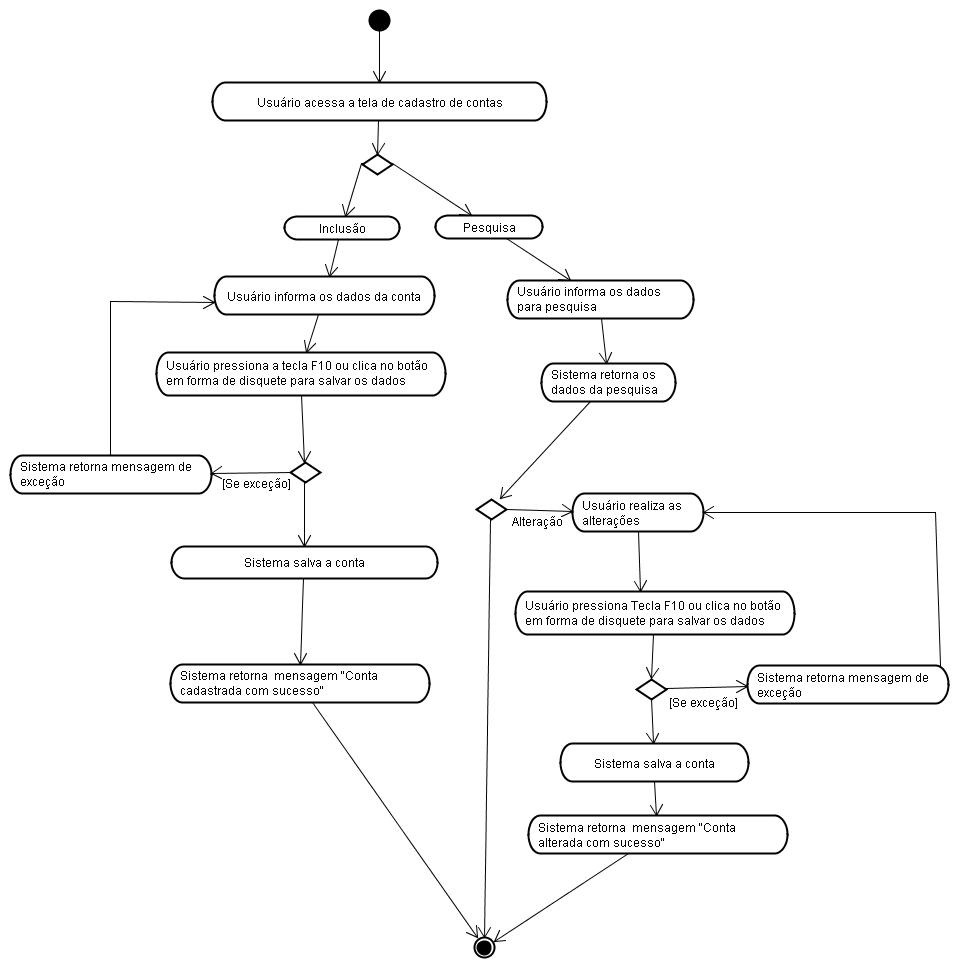 Usuário acessa a tela de cadastro de contas
Inclusão
Pesquisa
Usuário informa os dados da conta
Usuário informa os dados
para pesquisa
Usuário pressiona a tecla F10 ou clica no botão
em forma de disquete para salvar os dados
Sistema retorna os
dados da pesquisa
Sistema retorna mensagem de
exceção
[Se exceção]
Alteração
Usuário realiza as
alterações
Sistema salva a conta
Usuário pressiona Tecla F10 ou clica no botão
em forma de disquete para salvar os dados
Sistema retorna  mensagem "Conta
cadastrada com sucesso"
[Se exceção]
Sistema retorna mensagem de
exceção
Sistema salva a conta
Sistema retorna  mensagem "Conta
alterada com sucesso"